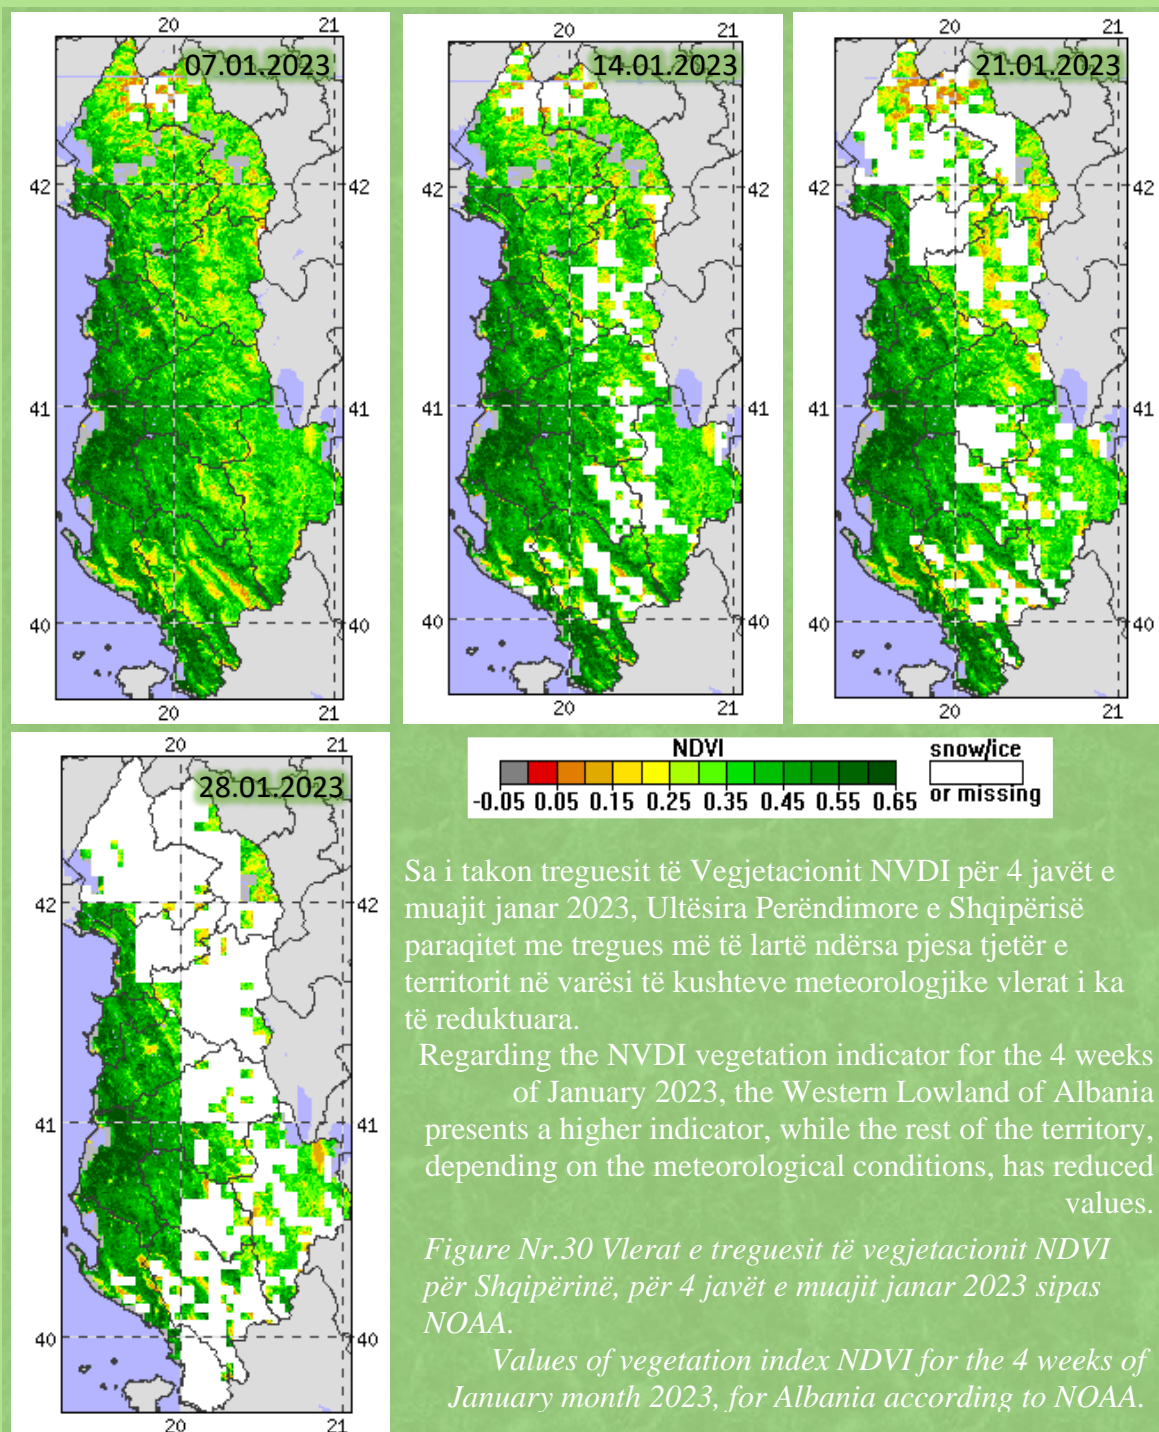 20 21
07.01.2023
42 42
41 41
40 40
20 21
20 21
14.01.2023
42 42
41 41
40 40
20 21
20 21
21.01.2023
42 42
41 41
40 40
20 21
20 21
28.01.2023
42 42
41 41
40 40
20 21
NDVI
-0.05 0.05 0.15 0.25 0.35 0.45 0.55 0.65
snow/ice
or missing
Sa i takon treguesit të Vegjetacionit NVDI për 4 javët e
muajit janar 2023, Ultësira Perëndimore e Shqipërisë
paraqitet me tregues më të lartë ndërsa pjesa tjetër e
territorit në varësi të kushteve meteorologjike vlerat i ka
të reduktuara.
Regarding the NVDI vegetation indicator for the 4 weeks
of January 2023, the Western Lowland of Albania
presents a higher indicator, while the rest of the territory,
depending on the meteorological conditions, has reduced
values.
Figure Nr.30 Vlerat e treguesit të vegjetacionit NDVI
për Shqipërinë, për 4 javët e muajit janar 2023 sipas
NOAA.
Values of vegetation index NDVI for the 4 weeks of
January month 2023, for Albania according to NOAA.